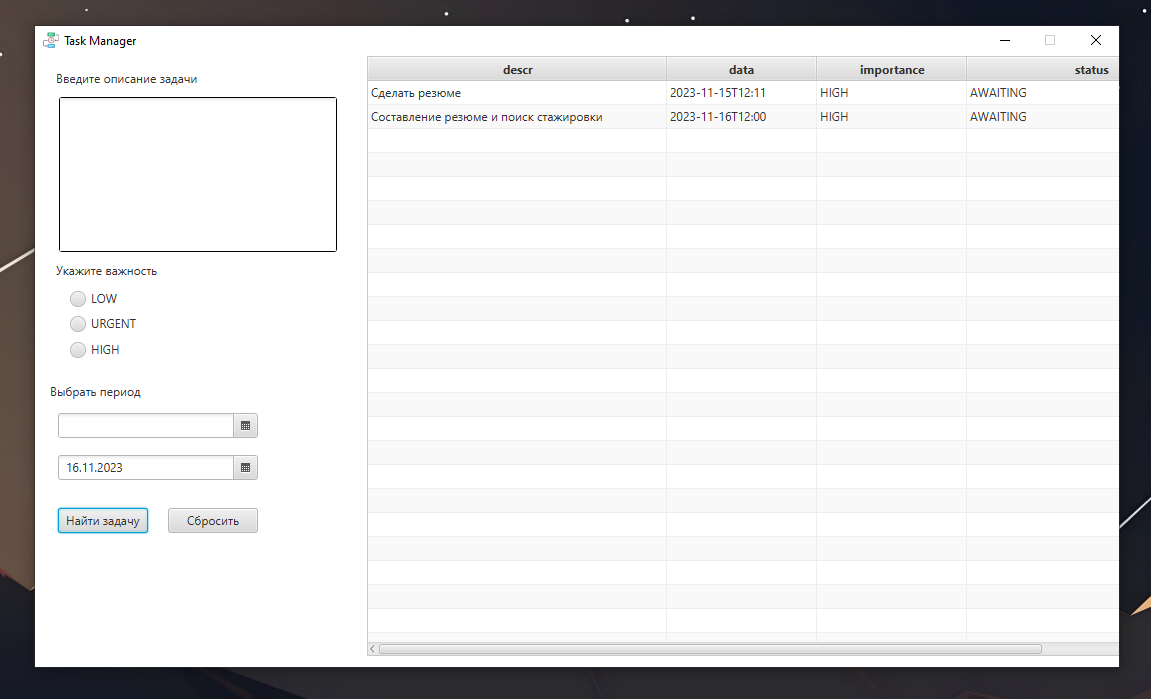 Task Manager
Введите описание задачи
Укажите важность
LOW
URGENT
HIGH
Выбрать период
16.11.2023
Найти задачу Сбросить
descr data importance status
Сделать резюме 2023-11-15T12:11 HIGH AWAITING
Составление резюме и поиск стажировки 2023-11-16T12:00 HIGH AWAITING